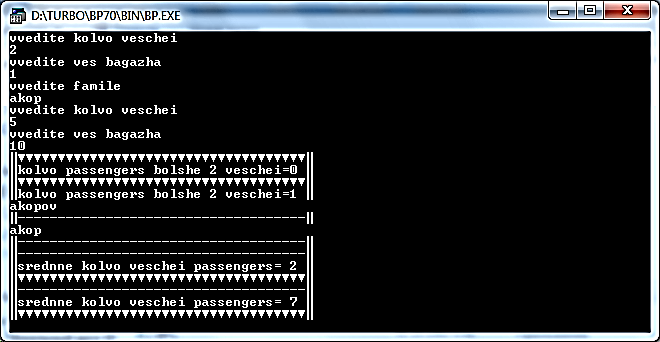 D:\TURBO\BP70\BIN\BP.EXE
vvedite kolvo veschei
2
vvedite ves bagazha
1
vvedite famile
akop
vvedite kolvo veschei
5
vvedite ves bagazha
10
║▼▼▼▼▼▼▼▼▼▼▼▼▼▼▼▼▼▼▼▼▼▼▼▼▼▼▼▼▼▼▼▼▼▼▼▼║
║kolvo passengers bolshe 2 veschei=0 ║
║▼▼▼▼▼▼▼▼▼▼▼▼▼▼▼▼▼▼▼▼▼▼▼▼▼▼▼▼▼▼▼▼▼▼▼▼║
║kolvo passengers bolshe 2 veschei=1 ║
akopov
║------------------------------------║
akop
║------------------------------------║
║------------------------------------║
║srednne kolvo veschei passengers= 2 ║
║▼▼▼▼▼▼▼▼▼▼▼▼▼▼▼▼▼▼▼▼▼▼▼▼▼▼▼▼▼▼▼▼▼▼▼▼║
║------------------------------------║
║srednne kolvo veschei passengers= 7 ║
║▼▼▼▼▼▼▼▼▼▼▼▼▼▼▼▼▼▼▼▼▼▼▼▼▼▼▼▼▼▼▼▼▼▼▼▼║